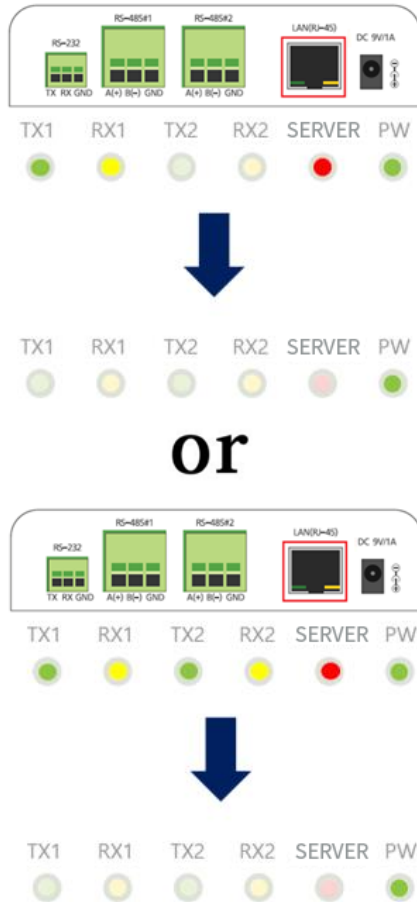 RS-485#1 RS-485#2
LAN(RJ-45)
RS-232
DC 9V/1A
TX RX GND A(+) B(-) GND A(+) B(-) GND
TX1 RX1 TX2 RX2 SERVER PW
TX1 RX1 TX2 RX2 SERVER PW
or
RS-485#1 RS-485#2
LAN(RJ-45)
RS-232
DC 9V/1A
TX RX GND A(+) B(-) GND A(+) B(-) GND
TX1 RX1 TX2 RX2 SERVER PW
TX1 RX1 TX2 RX2 SERVER PW